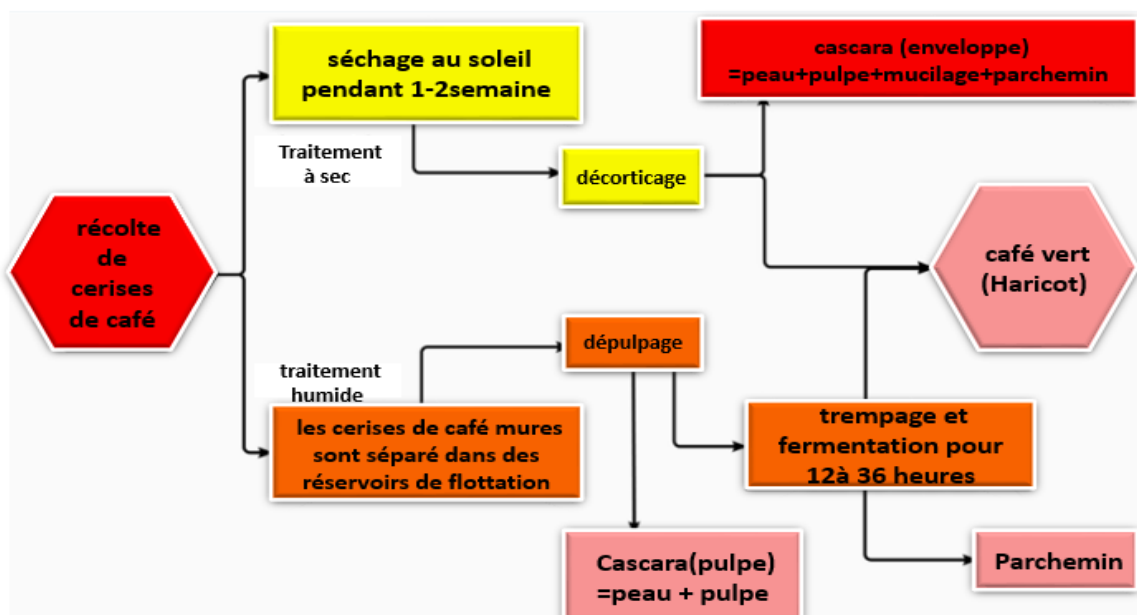 séchage au soleil
pendant 1-2semaine
cascara (enveloppe)
=peau+pulpe+mucilage+parchemin
Traitement
à sec
décorticage
récolte
de
cerises
de café
café vert
(Haricot)
dépulpage
traitement
humide
les cerises de café mures
sont séparé dans des
réservoirs de flottation
trempage et
fermentation pour
12à 36 heures
Cascara(pulpe)
=peau + pulpe
Parchemin